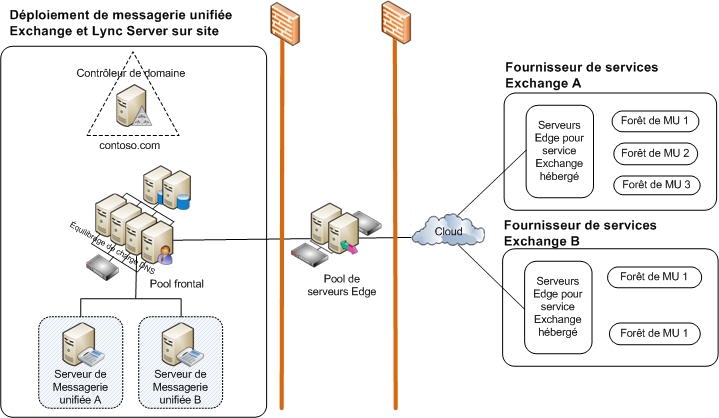 Déploiement de messagerie unifiée
Exchange et Lync Server sur site
Contrôleur de domaine
contoso.com
Équilibrage de charge DNS
Pool frontal
Serveur de
Messagerie
unifiée A
Serveur de
Messagerie
unifiée B
Pool de
serveurs Edge
Cloud
Fournisseur de services
Exchange A
Serveurs
Edge pour
service
Exchange
hébergé
Forêt de MU 1
Forêt de MU 2
Forêt de MU 3
Fournisseur de services
Exchange B
Serveurs
Edge pour
service
Exchange
hébergé
Forêt de MU 1
Forêt de MU 1